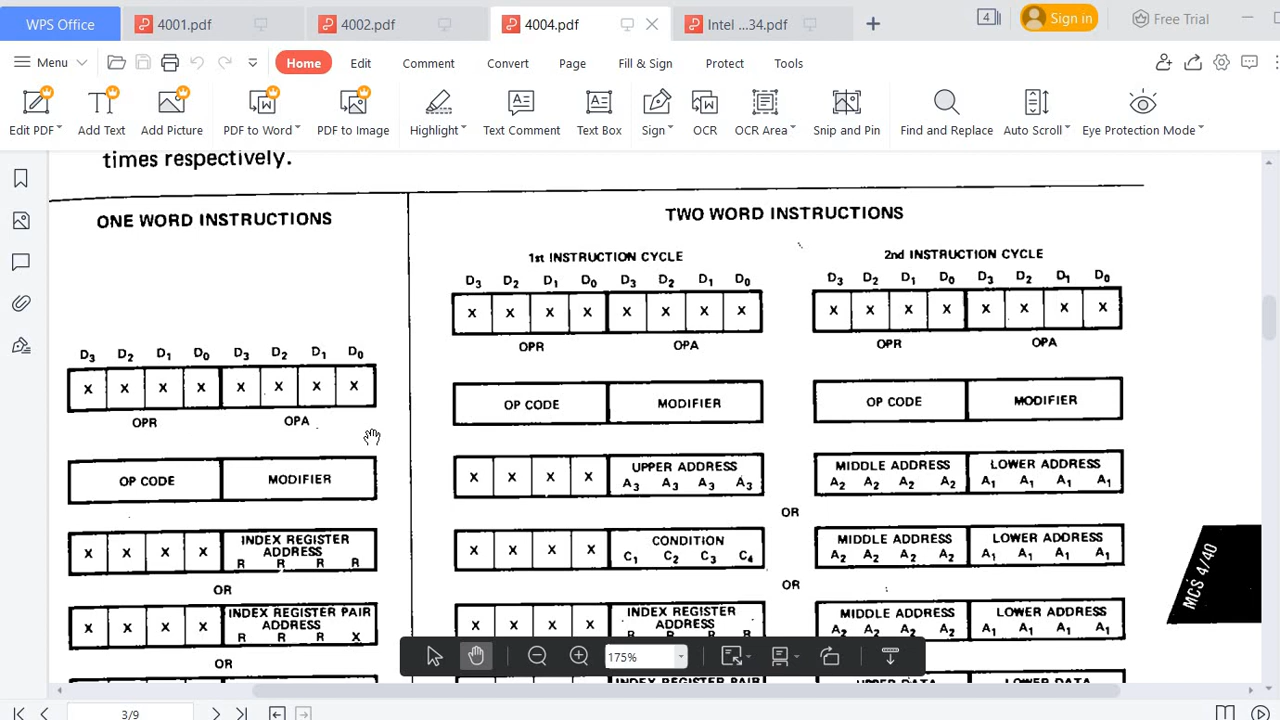 WPS Office
4001.pdf
4002.pdf
4004.pdf
Intel ...34.pdf
4
Sign in
Free Trial
Menu
Home
Edit
Comment
Convert
Page
Fill & Sign
Protect
Tools
Edit PDF
Add Text
Add Picture
PDF to Word
PDF to Image
Highlight
Text Comment
Text Box
Sign
OCR
OCR Area
Snip and Pin
Find and Replace
Auto Scroll
Eye Protection Mode
times respectively.
ONE WORD INSTRUCTIONS
D3 D2 D1 D0 D3 D2 D1 D0
X X X X X X X X
OPR OPA
OP CODE MODIFIER
X X X X INDEX REGISTER ADDRESS
R R R R
OR
X X X X INDEX REGISTER PAIR ADDRESS
R R R X
OR
TWO WORD INSTRUCTIONS
1st INSTRUCTION CYCLE 2nd INSTRUCTION CYCLE
D3 D2 D1 D0 D3 D2 D1 D0 D3 D2 D1 D0 D3 D2 D1 D0
X X X X X X X X X X X X X X X X
OPR OPA OPR OPA
OP CODE MODIFIER OP CODE MODIFIER
X X X X UPPER ADDRESS MIDDLE ADDRESS LOWER ADDRESS
A3 A3 A3 A3 A2 A2 A2 A2 A1 A1 A1 A1
OR
X X X X CONDITION MIDDLE ADDRESS LOWER ADDRESS
C1 C2 C3 C4 A2 A2 A2 A2 A1 A1 A1 A1
OR
X X X X INDEX REGISTER ADDRESS MIDDLE ADDRESS LOWER ADDRESS
R R R R A2 A2 A2 A2 A1 A1 A1 A1
INDEX REGISTER PAIR UPPER DATA LOWER DATA
MCS 4/40
175%
3/9